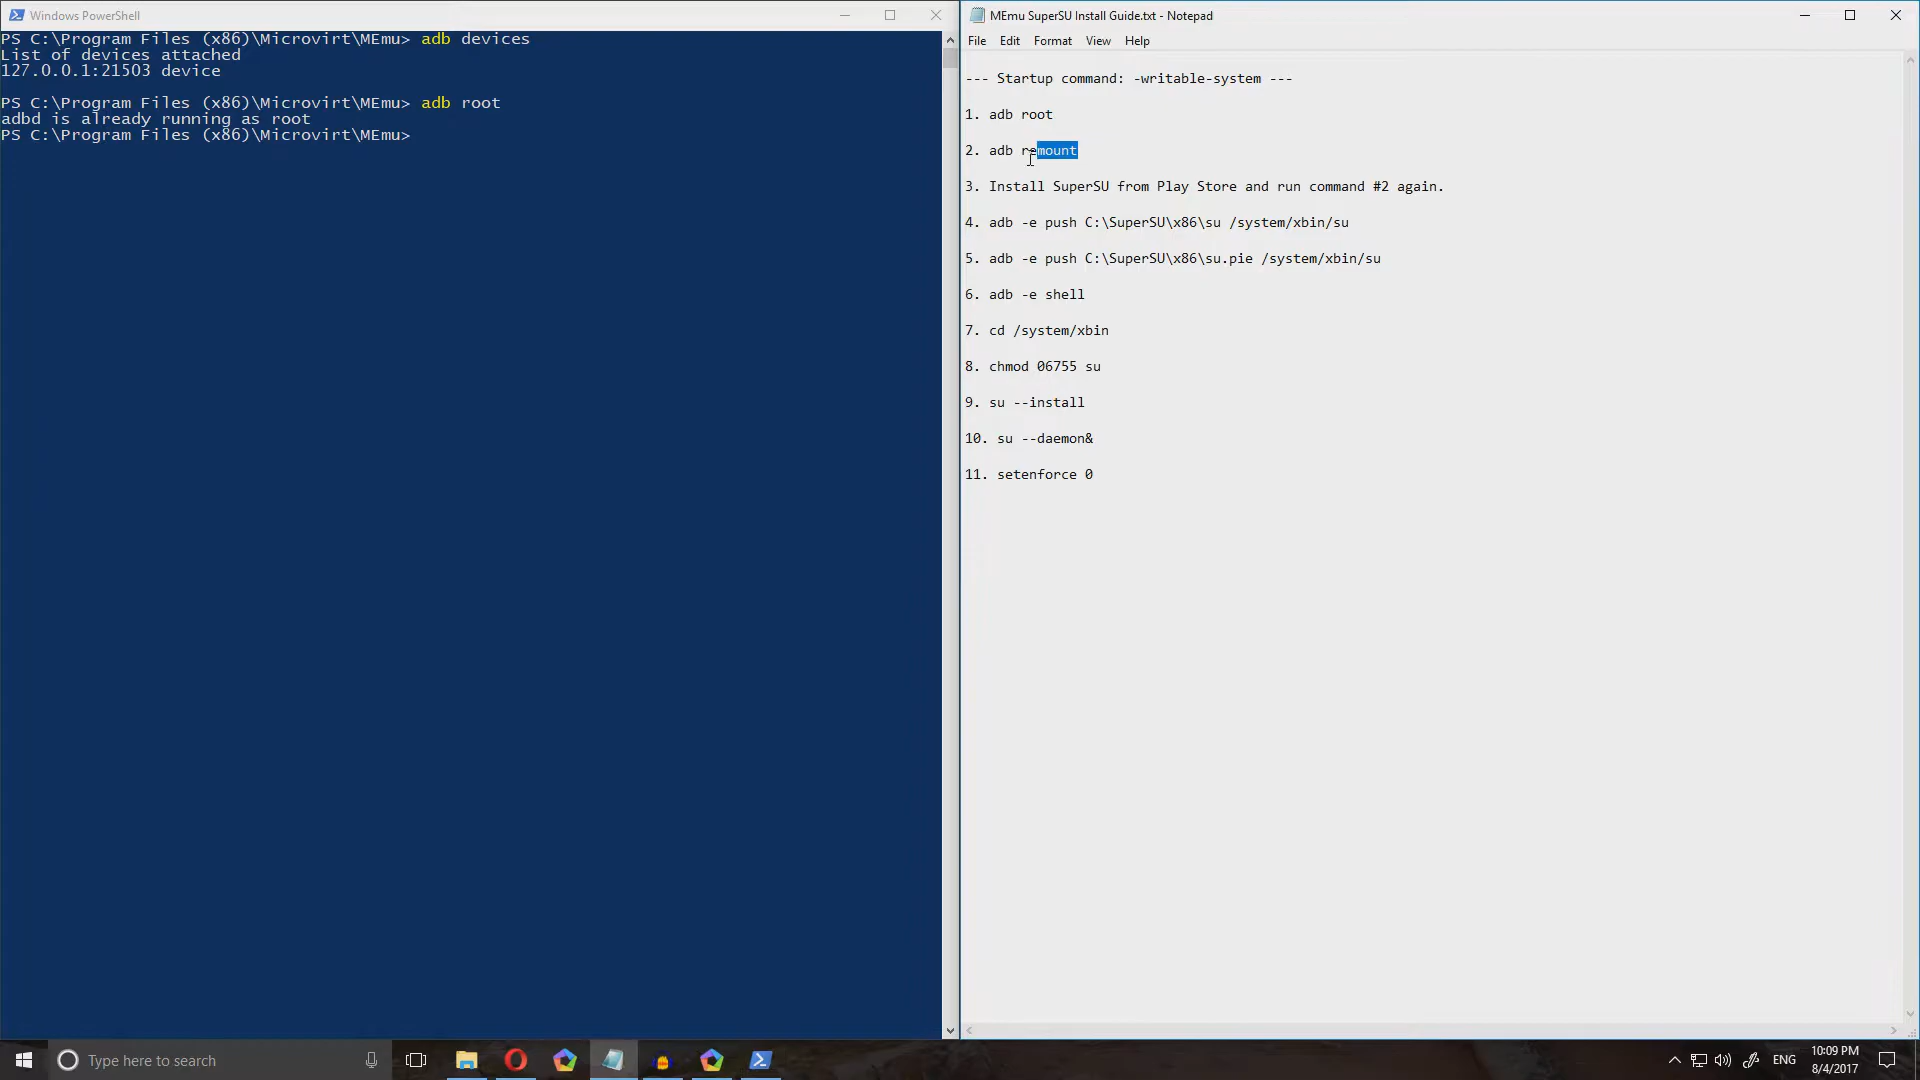 Windows PowerShell
PS C:\Program Files (x86)\Microvirt\MEmu> adb devices
List of devices attached
127.0.0.1:21503 device
PS C:\Program Files (x86)\Microvirt\MEmu> adb root
adbd is already running as root
PS C:\Program Files (x86)\Microvirt\MEmu>
MEmu SuperSU Install Guide.txt - Notepad
File Edit Format View Help
--- Startup command: -writable-system ---
1. adb root
2. adb remount
3. Install SuperSU from Play Store and run command #2 again.
4. adb -e push C:\SuperSU\x86\su /system/xbin/su
5. adb -e push C:\SuperSU\x86\su.pie /system/xbin/su
6. adb -e shell
7. cd /system/xbin
8. chmod 06755 su
9. su --install
10. su --daemon&
11. setenforce 0
Type here to search
ENG
10:09 PM
8/4/2017